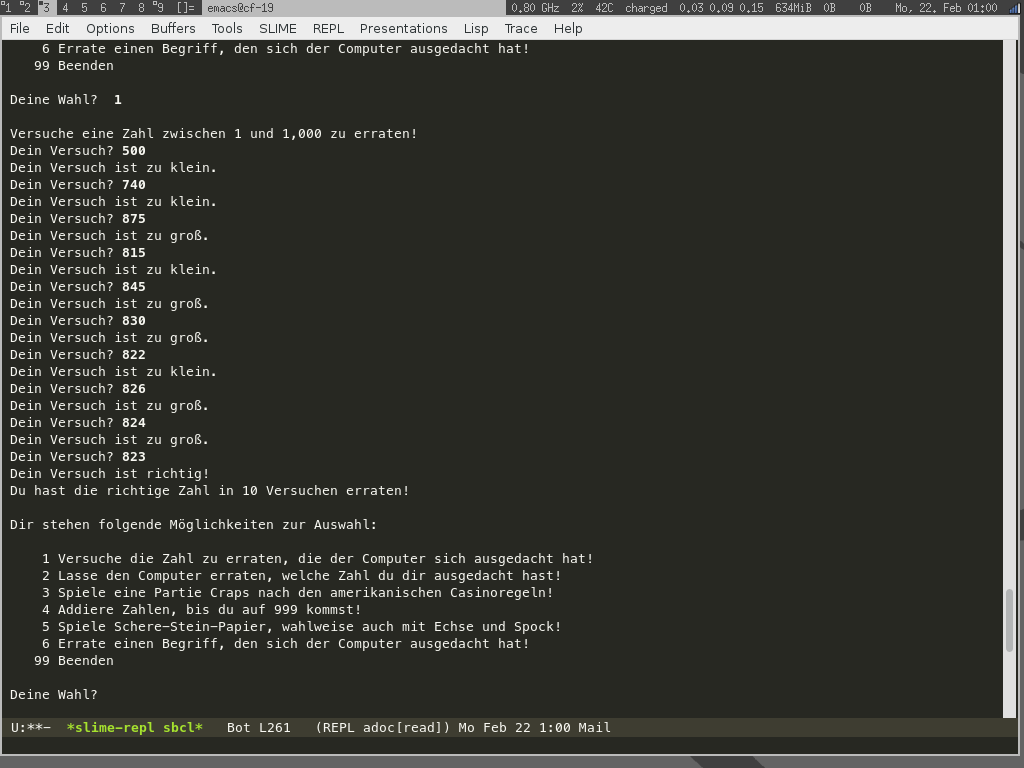 1 2 3 4 5 6 7 8 9 []= emacs@cf-19 0.80 GHz 2% 42C charged 0.03 0.09 0.15 634MiB 0B 0B Mo, 22. Feb 01:00
File Edit Options Buffers Tools SLIME REPL Presentations Lisp Trace Help
6 Errate einen Begriff, den sich der Computer ausgedacht hat!
99 Beenden
Deine Wahl? 1
Versuche eine Zahl zwischen 1 und 1,000 zu erraten!
Dein Versuch? 500
Dein Versuch ist zu klein.
Dein Versuch? 740
Dein Versuch ist zu klein.
Dein Versuch? 875
Dein Versuch ist zu groß.
Dein Versuch? 815
Dein Versuch ist zu klein.
Dein Versuch? 845
Dein Versuch ist zu groß.
Dein Versuch? 830
Dein Versuch ist zu groß.
Dein Versuch? 822
Dein Versuch ist zu klein.
Dein Versuch? 826
Dein Versuch ist zu groß.
Dein Versuch? 824
Dein Versuch ist zu groß.
Dein Versuch? 823
Dein Versuch ist richtig!
Du hast die richtige Zahl in 10 Versuchen erraten!
Dir stehen folgende Möglichkeiten zur Auswahl:
1 Versuche die Zahl zu erraten, die der Computer sich ausgedacht hat!
2 Lasse den Computer erraten, welche Zahl du dir ausgedacht hast!
3 Spiele eine Partie Craps nach den amerikanischen Casinoregeln!
4 Addiere Zahlen, bis du auf 999 kommst!
5 Spiele Schere-Stein-Papier, wahlweise auch mit Echse und Spock!
6 Errate einen Begriff, den sich der Computer ausgedacht hat!
99 Beenden
Deine Wahl?
U:**- *slime-repl sbcl* Bot L261 (REPL adoc[read]) Mo Feb 22 1:00 Mail